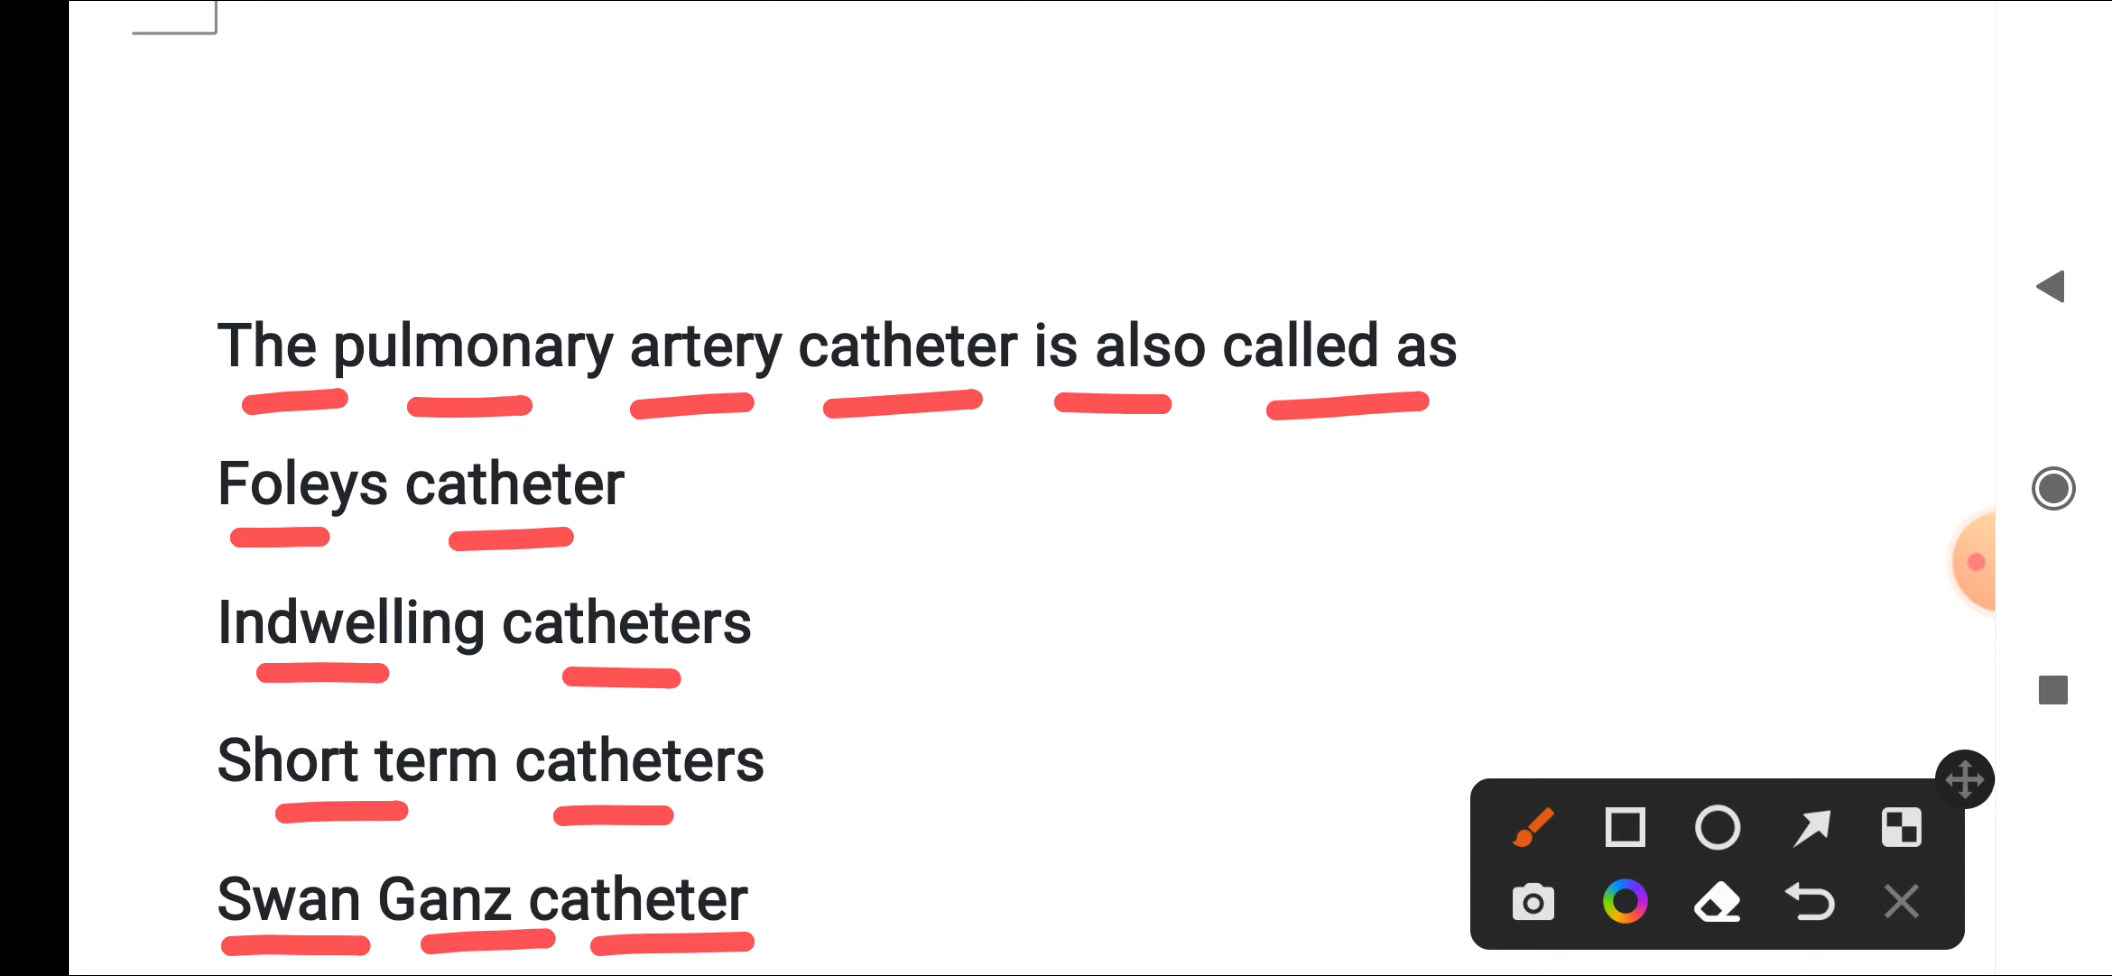 The pulmonary artery catheter is also called as
Foleys catheter
Indwelling catheters
Short term catheters
Swan Ganz catheter